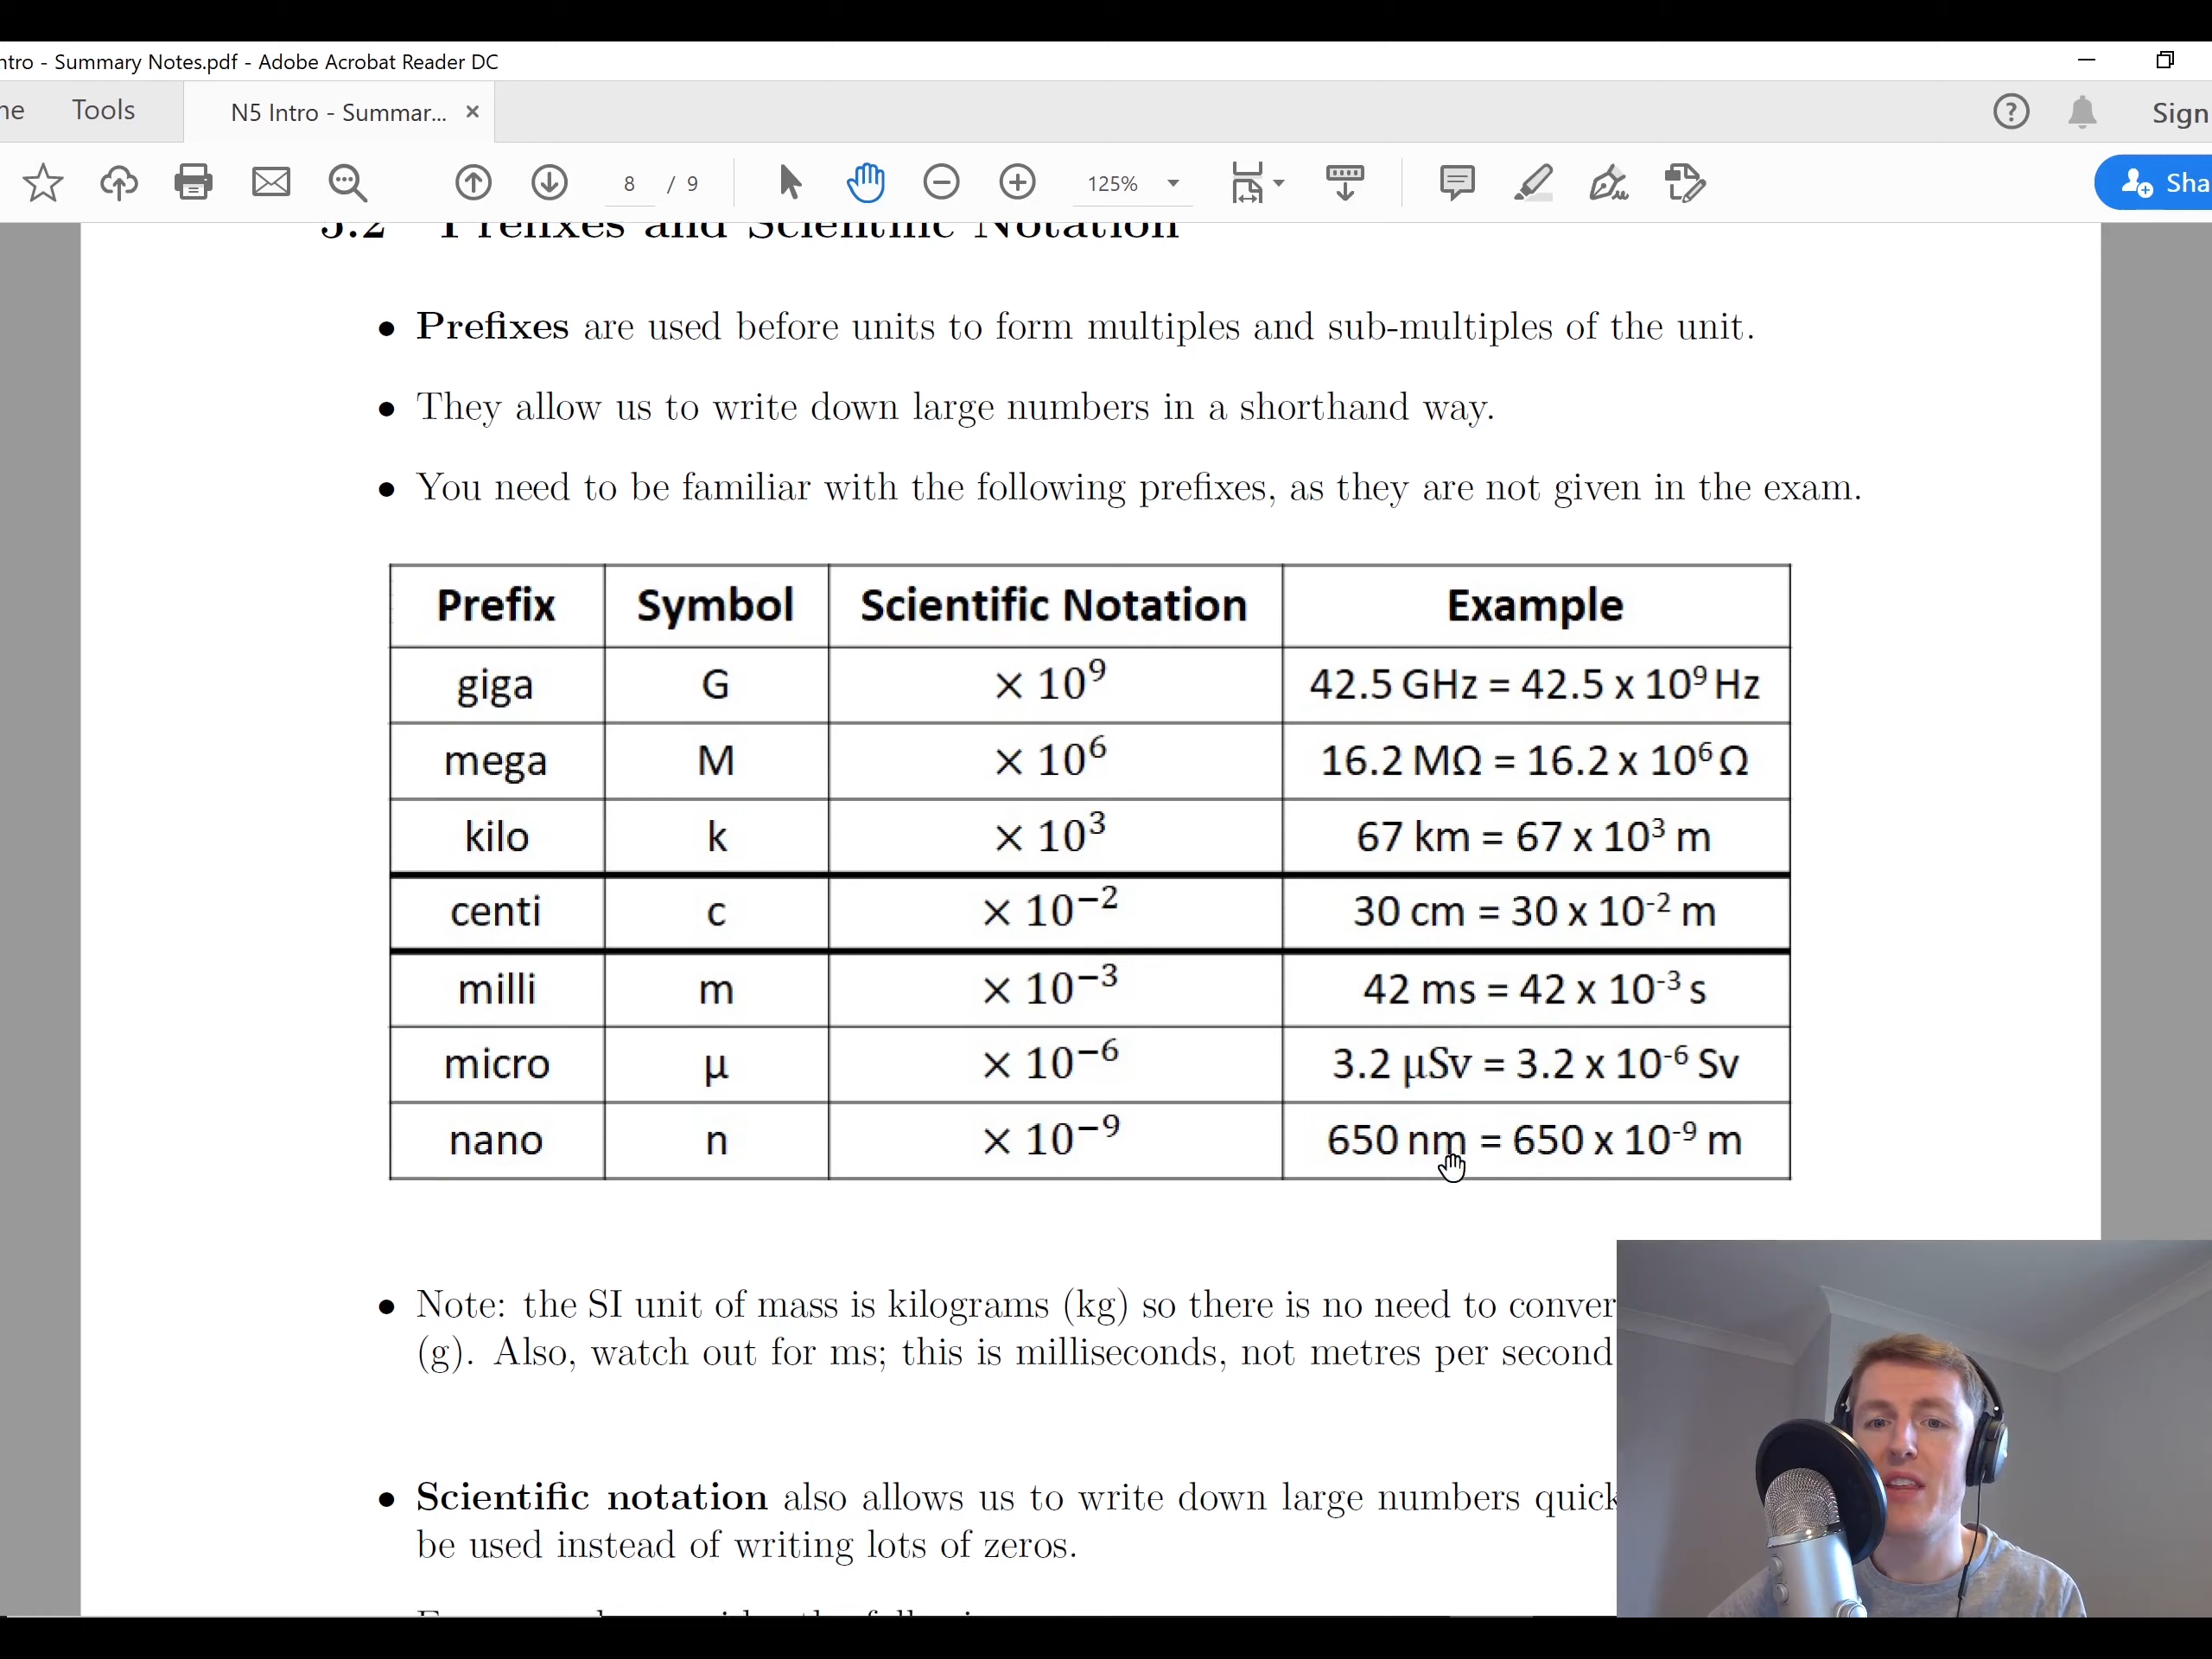 ntro - Summary Notes.pdf - Adobe Acrobat Reader DC
Tools
N5 Intro - Summar... ×
Sign
8 / 9
125%
5.2 Prefixes and Scientific Notation
• Prefixes are used before units to form multiples and sub-multiples of the unit.
• They allow us to write down large numbers in a shorthand way.
• You need to be familiar with the following prefixes, as they are not given in the exam.
Prefix Symbol Scientific Notation Example
giga G × 10⁹ 42.5 GHz = 42.5 x 10⁹ Hz
mega M × 10⁶ 16.2 MΩ = 16.2 x 10⁶ Ω
kilo k × 10³ 67 km = 67 x 10³ m
centi c × 10⁻² 30 cm = 30 x 10⁻² m
milli m × 10⁻³ 42 ms = 42 x 10⁻³ s
micro µ × 10⁻⁶ 3.2 µSv = 3.2 x 10⁻⁶ Sv
nano n × 10⁻⁹ 650 nm = 650 x 10⁻⁹ m
• Note: the SI unit of mass is kilograms (kg) so there is no need to conver
(g). Also, watch out for ms; this is milliseconds, not metres per second
• Scientific notation also allows us to write down large numbers quick
be used instead of writing lots of zeros.